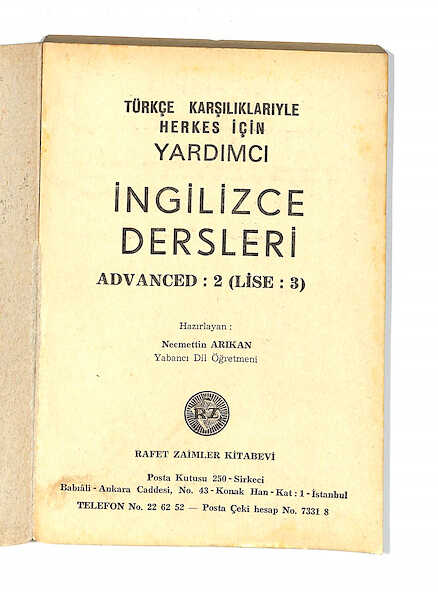 TÜRKÇE KARŞILIKLARIYLE
HERKES İÇİN
YARDIMCI
İNGİLİZCE
DERSLERİ
ADVANCED : 2 (LİSE : 3)
Hazırlayan :
Necmettin ARIKAN
Yabancı Dil Öğretmeni
RZ
RAFET ZAİMLER KİTABEVİ
Posta Kutusu 250 - Sirkeci
Babıâli - Ankara Caddesi, No. 43 - Konak Han - Kat : 1 - İstanbul
TELEFON No. 22 62 52 — Posta Çeki hesap No. 7331 8